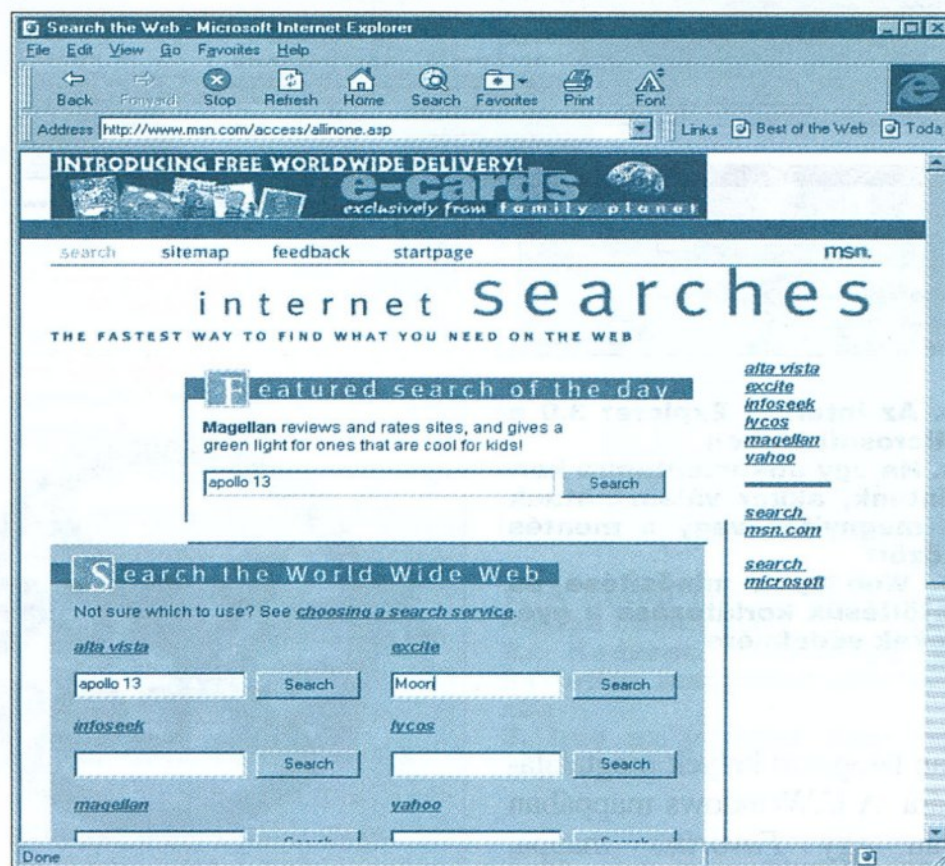 Search the Web - Microsoft Internet Explorer
File Edit View Go Favorites Help
Back Forward Stop Refresh Home Search Favorites Print Font
Address http://www.msn.com/access/allinone.asp Links Best of the Web Toda
INTRODUCING FREE WORLDWIDE DELIVERY!
e-cards
exclusively from family planet
search sitemap feedback startpage msn.
internet searches
THE FASTEST WAY TO FIND WHAT YOU NEED ON THE WEB
Featured search of the day
Magellan reviews and rates sites, and gives a
green light for ones that are cool for kids!
apollo 13 Search
alta vista
excite
infoseek
lycos
magellan
yahoo
search
msn.com
search
microsoft
Search the World Wide Web
Not sure which to use? See choosing a search service.
alta vista excite
apollo 13 Search Moon Search
infoseek lycos
Search Search
magellan yahoo
Search Search
Done